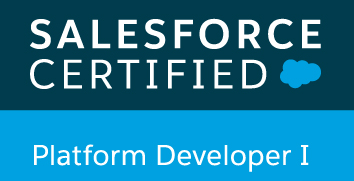 SALESFORCE
CERTIFIED
Platform Developer I